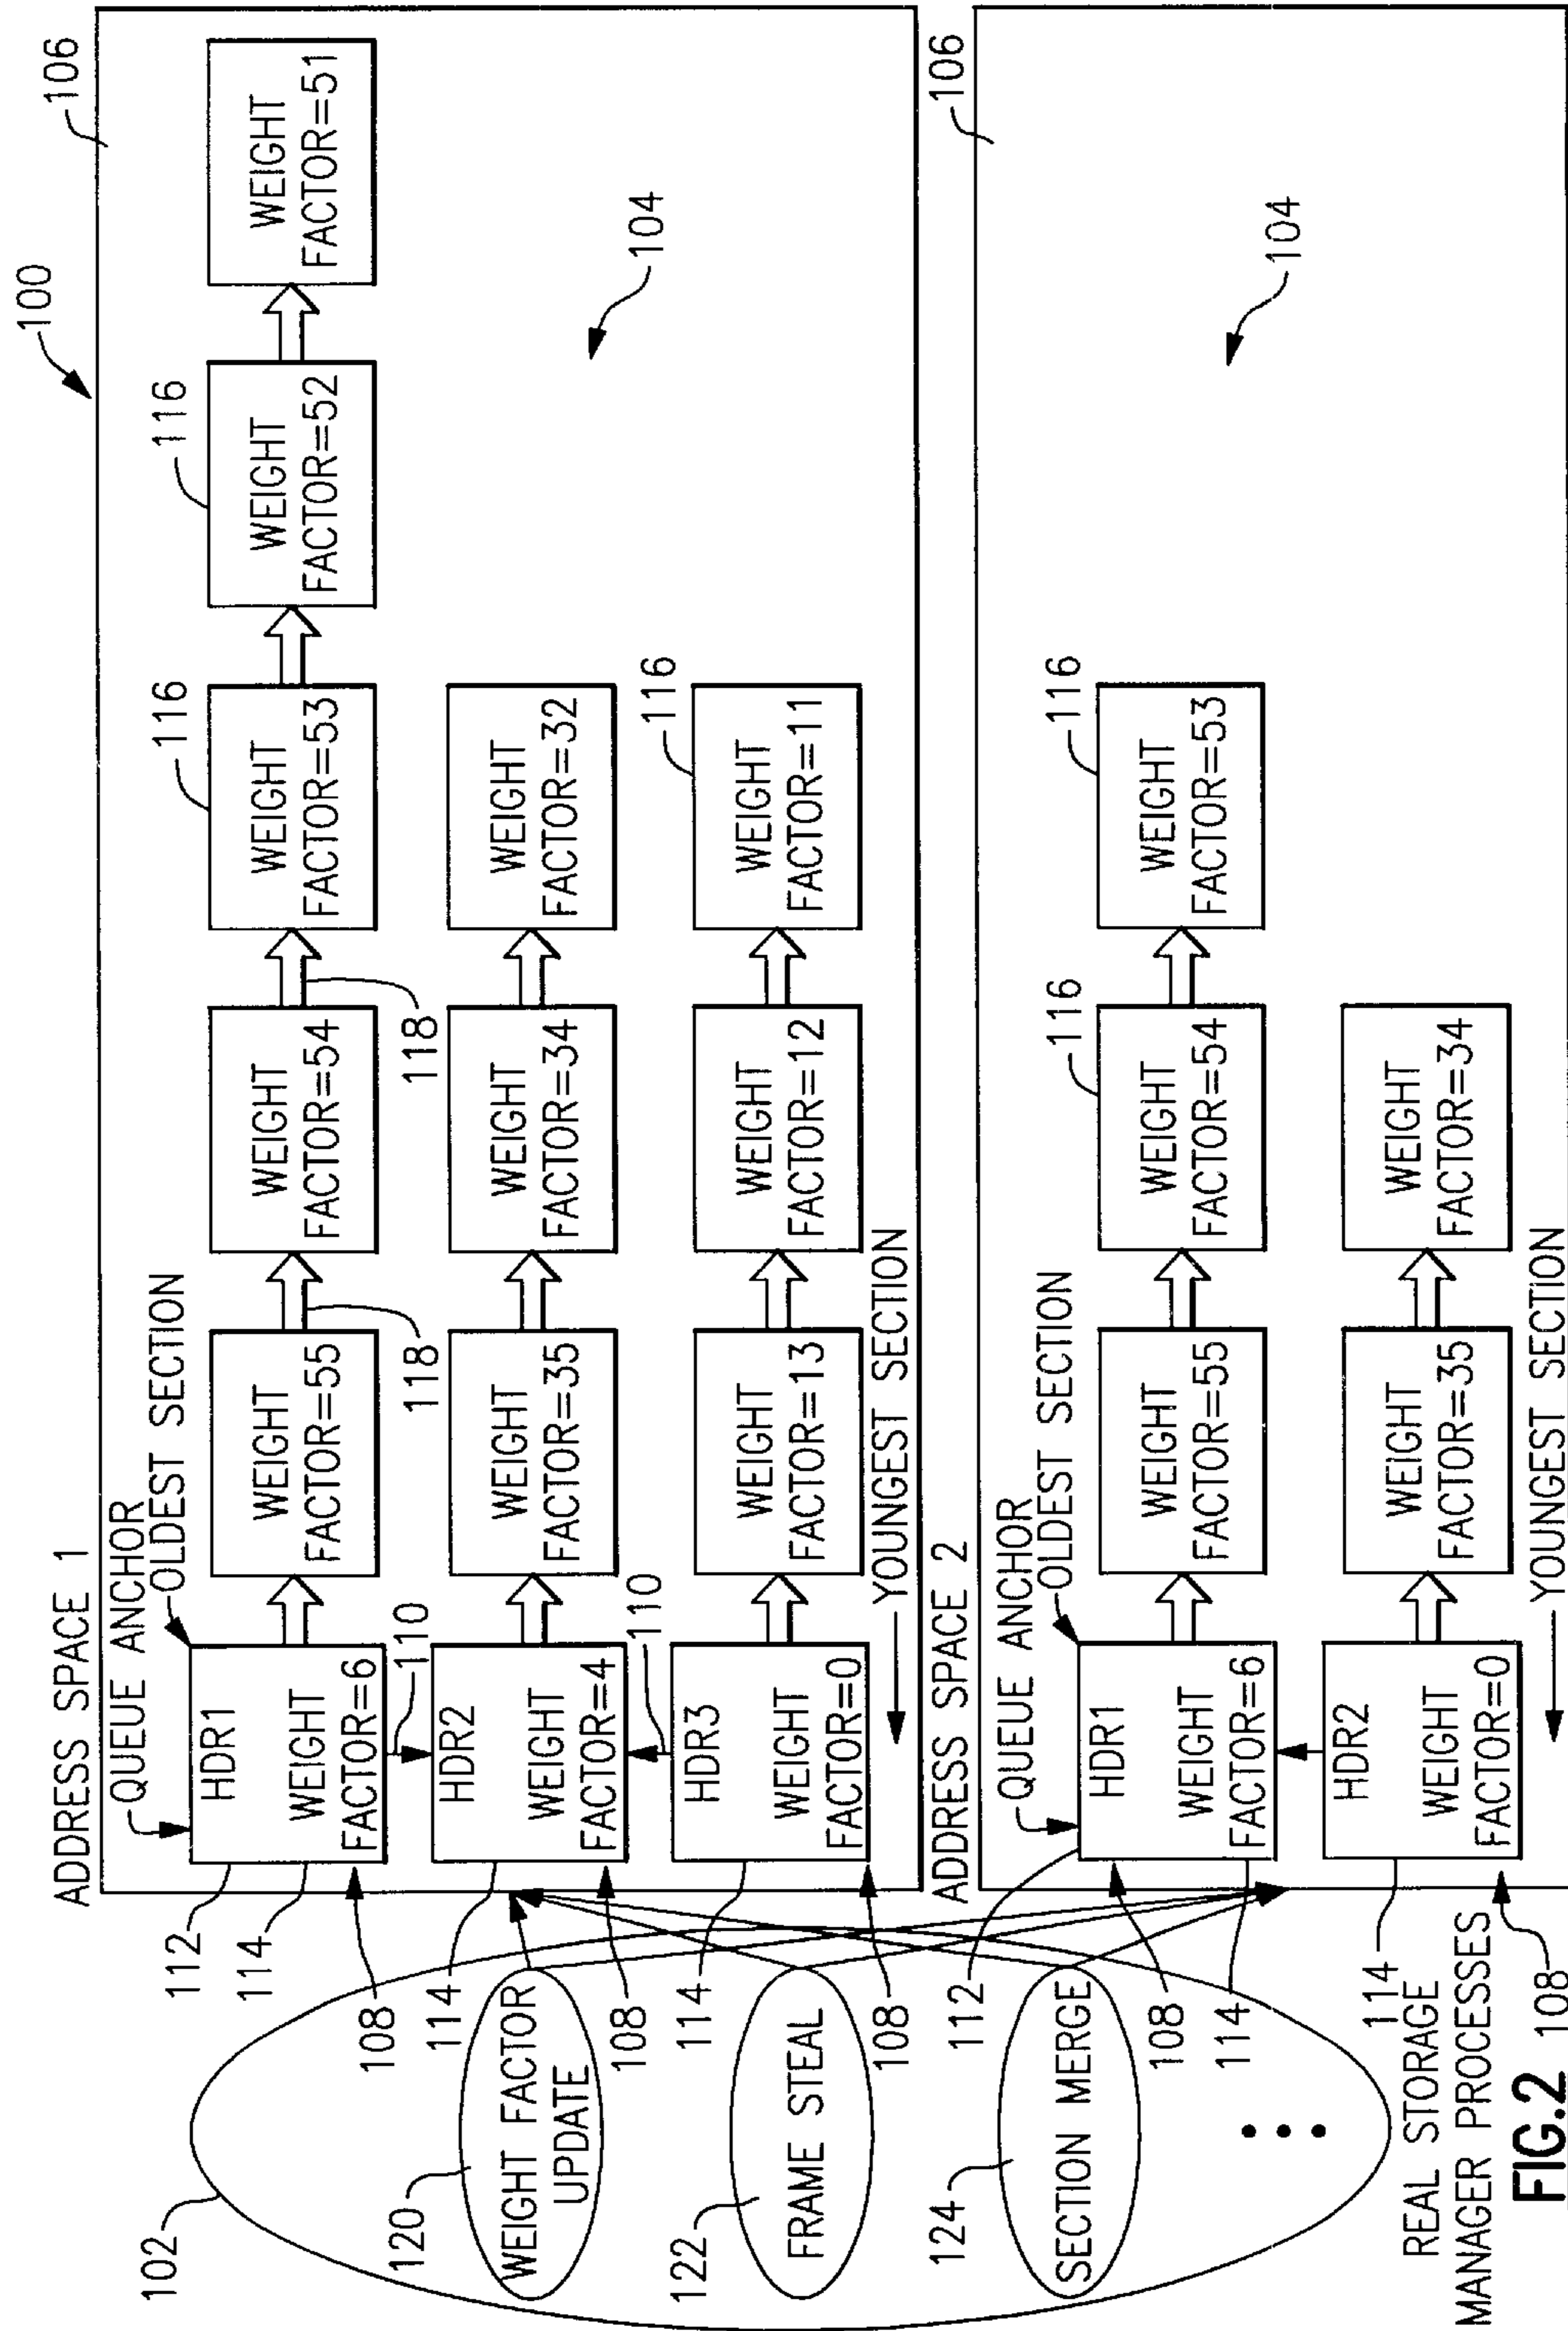 100
ADDRESS SPACE 1
106
QUEUE ANCHOR
OLDEST SECTION
112
114
HDR1
WEIGHT
FACTOR=6
108
WEIGHT
FACTOR=55
118
WEIGHT
FACTOR=54
118
116
WEIGHT
FACTOR=53
116
WEIGHT
FACTOR=52
WEIGHT
FACTOR=51
110
114
HDR2
WEIGHT
FACTOR=4
108
WEIGHT
FACTOR=35
WEIGHT
FACTOR=34
WEIGHT
FACTOR=32
110
114
HDR3
WEIGHT
FACTOR=0
108
WEIGHT
FACTOR=13
WEIGHT
FACTOR=12
116
WEIGHT
FACTOR=11
104
YOUNGEST SECTION
102
120
WEIGHT FACTOR
UPDATE
122
FRAME STEAL
124
SECTION MERGE
ADDRESS SPACE 2
106
QUEUE ANCHOR
OLDEST SECTION
112
HDR1
WEIGHT
FACTOR=6
108
114
WEIGHT
FACTOR=55
116
WEIGHT
FACTOR=54
116
WEIGHT
FACTOR=53
104
HDR2
WEIGHT
FACTOR=0
114
108
WEIGHT
FACTOR=35
WEIGHT
FACTOR=34
YOUNGEST SECTION
REAL STORAGE
MANAGER PROCESSES
FIG.2